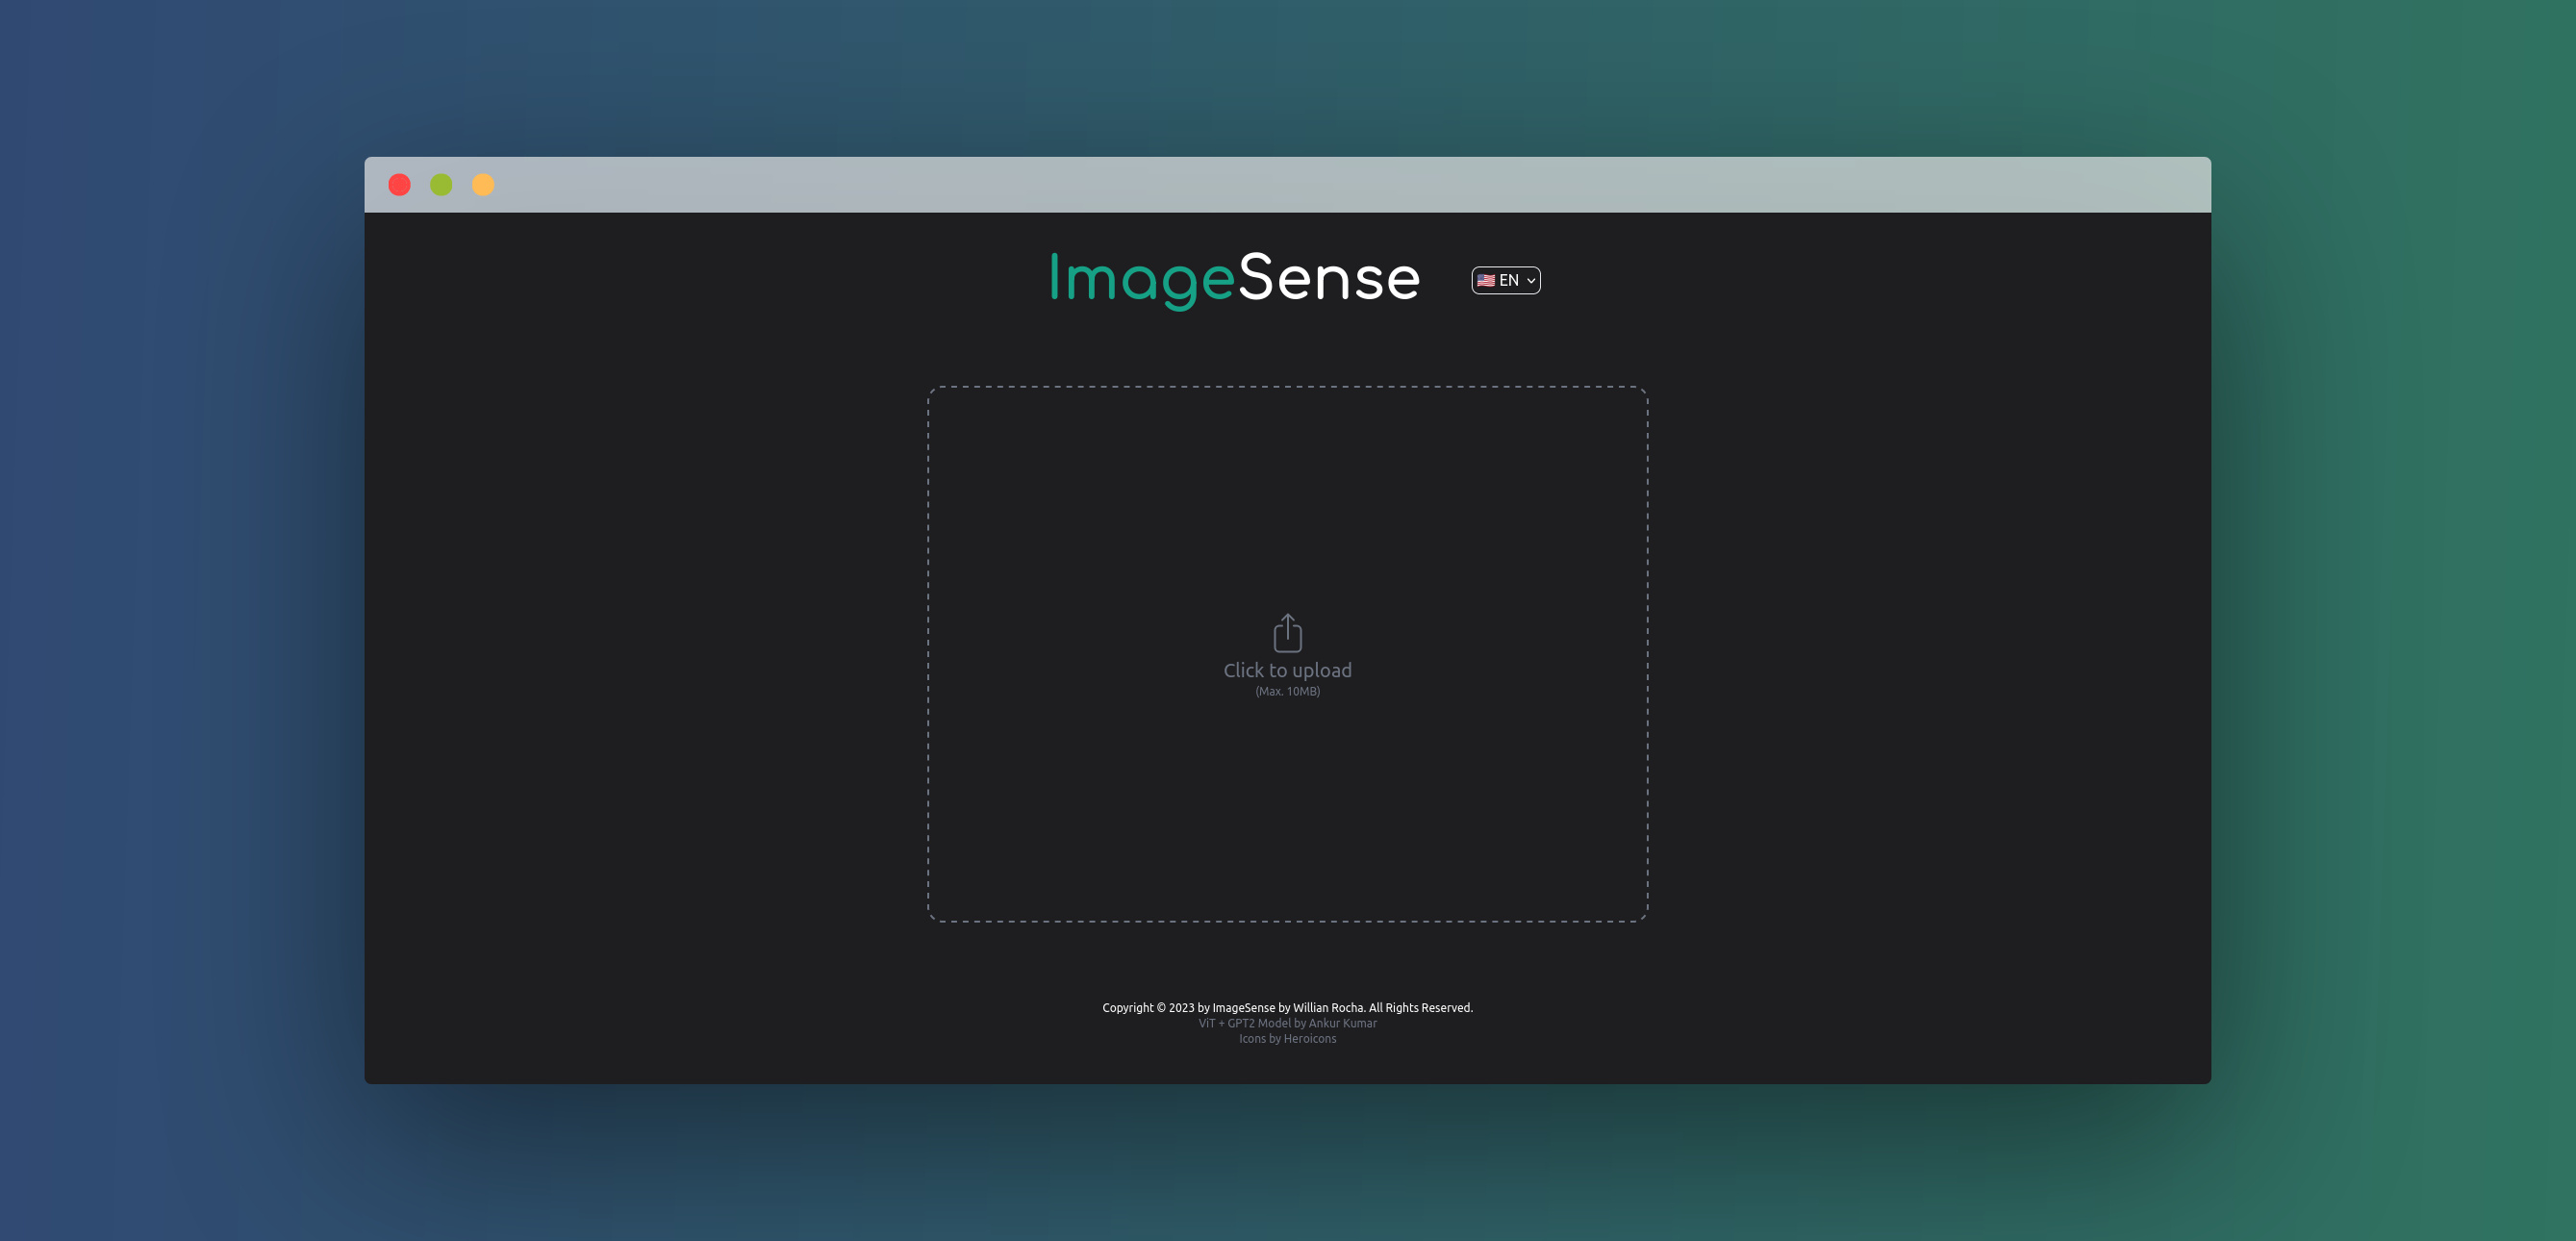 ImageSense
🇺🇸 EN
Click to upload
(Max. 10MB)
Copyright © 2023 by ImageSense by Willian Rocha. All Rights Reserved.
ViT + GPT2 Model by Ankur Kumar
Icons by Heroicons